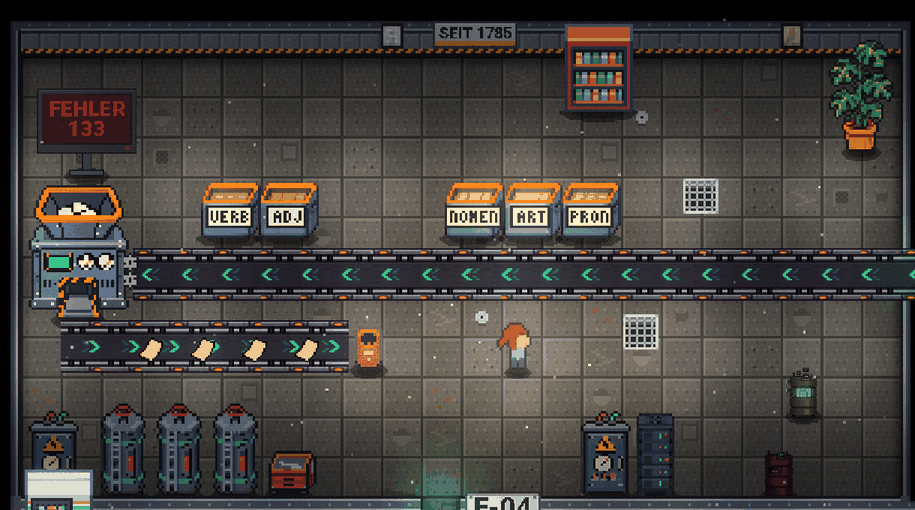 SEIT 1785
FEHLER
133
VERB
ADJ
NOMEN
ART
PRON
E-04